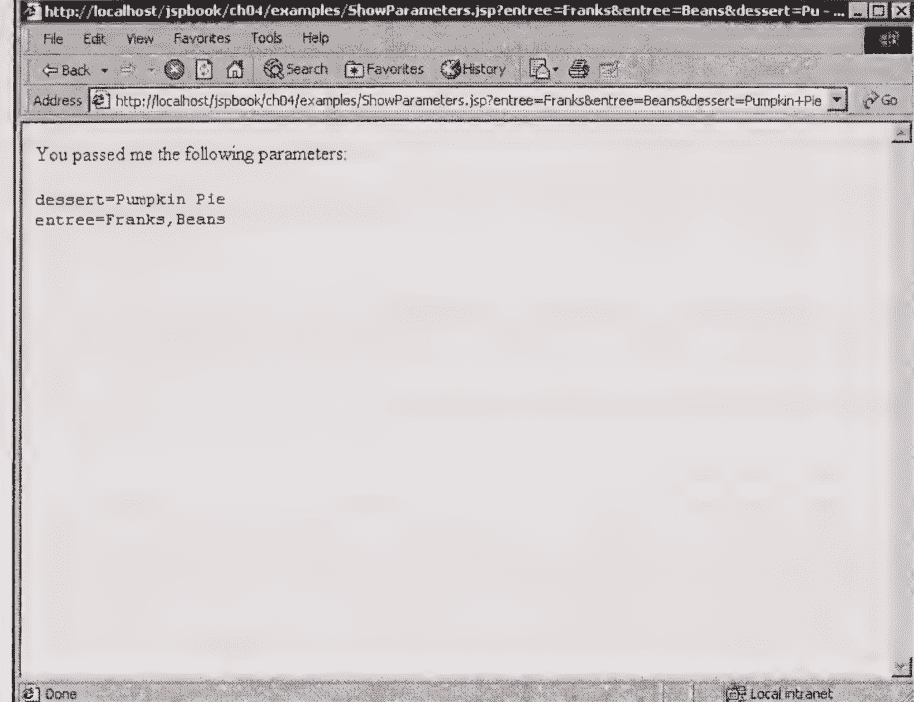 http://localhost/jspbook/ch04/examples/ShowParameters.jsp?entree=Franks&entree=Beans&dessert=Pu - ...
File Edit View Favorites Tools Help
Back Search Favorites History
Address http://localhost/jspbook/ch04/examples/ShowParameters.jsp?entree=Franks&entree=Beans&dessert=Pumpkin+Pie Go
You passed me the following parameters:
dessert=Pumpkin Pie
entree=Franks,Beans
Done Local intranet